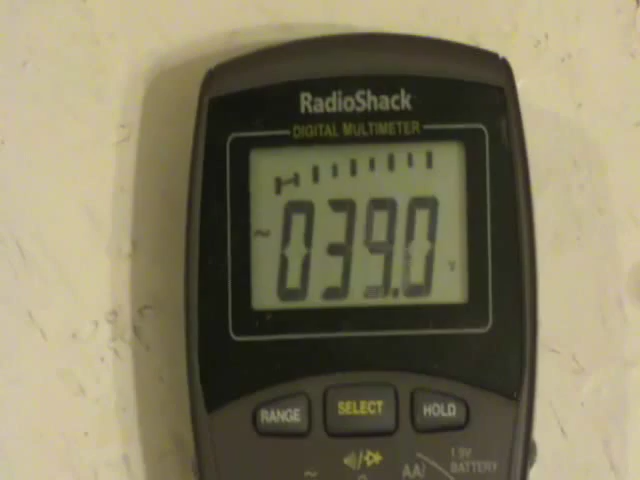 RadioShack
DIGITAL MULTIMETER
~ 039.0 V
RANGE SELECT HOLD
~ AA/ 1.5V
BATTERY